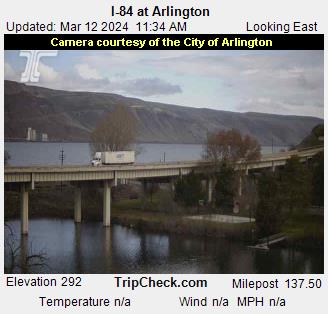 I-84 at Arlington
Updated: Mar 12 2024 11:34 AM Looking East
Camera courtesy of the City of Arlington
Elevation 292 TripCheck.com Milepost 137.50
Temperature n/a Wind n/a MPH n/a